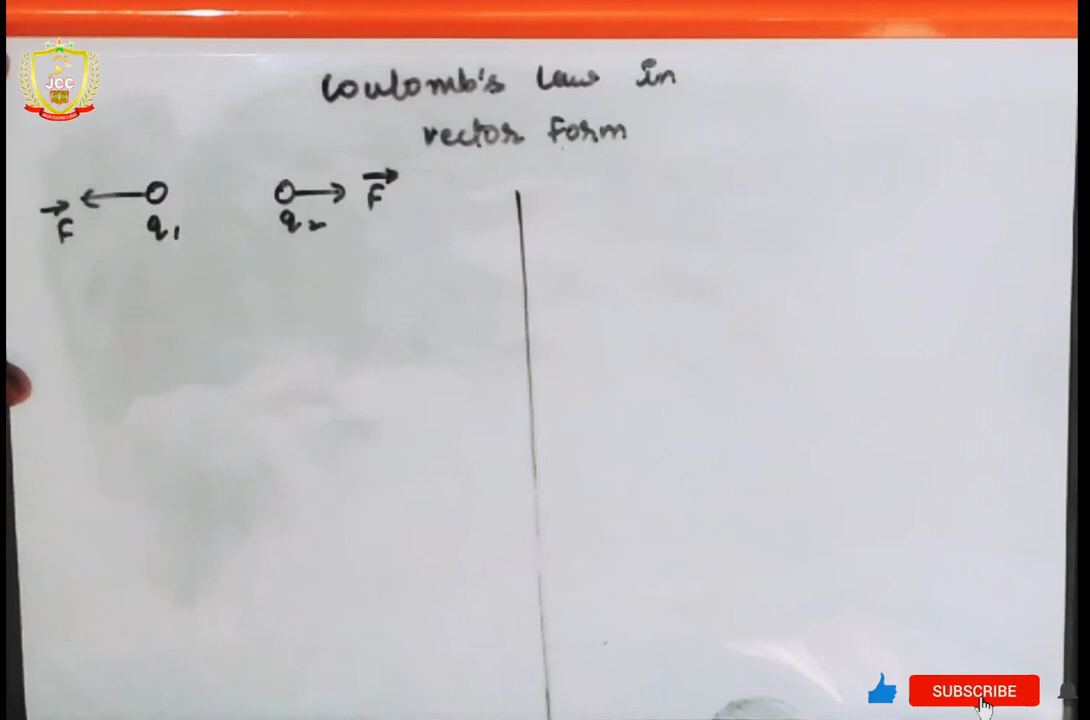 Coulomb's Law in
vector form
F
q1
q2
F
JCC
SUBSCRIBE